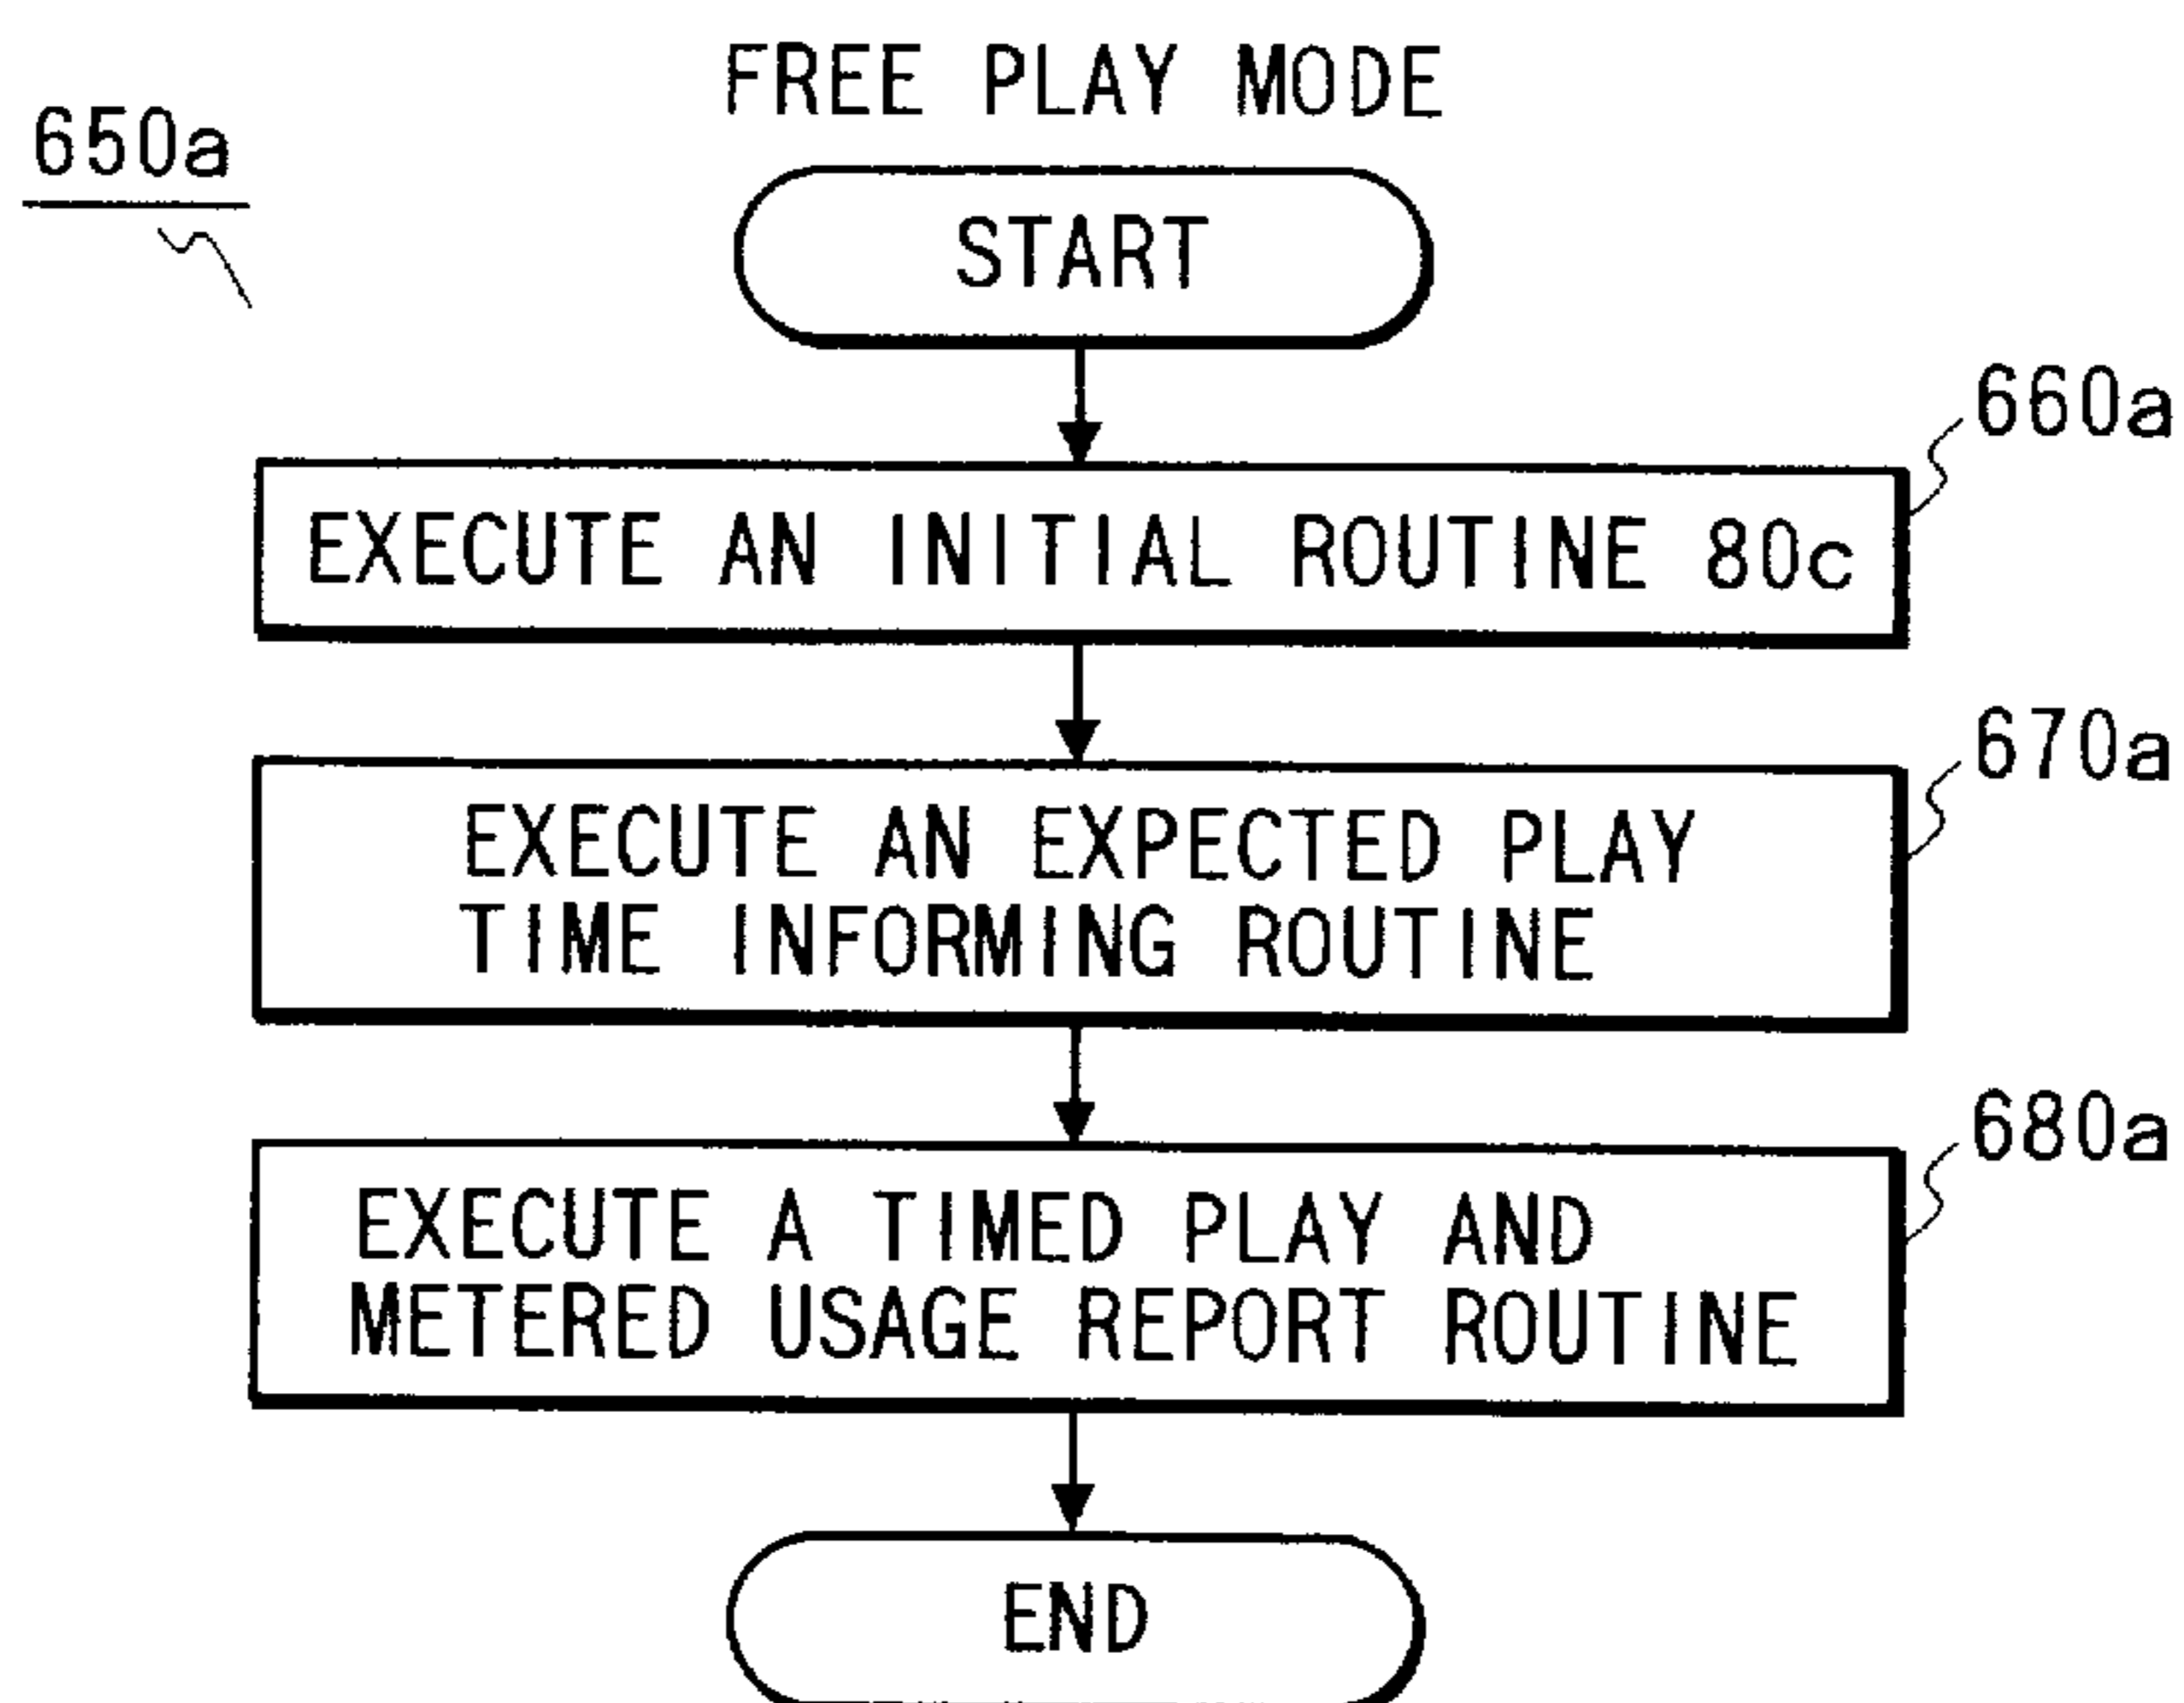 FREE PLAY MODE
650a
START
660a
EXECUTE AN INITIAL ROUTINE 80c
670a
EXECUTE AN EXPECTED PLAY
TIME INFORMING ROUTINE
680a
EXECUTE A TIMED PLAY AND
METERED USAGE REPORT ROUTINE
END